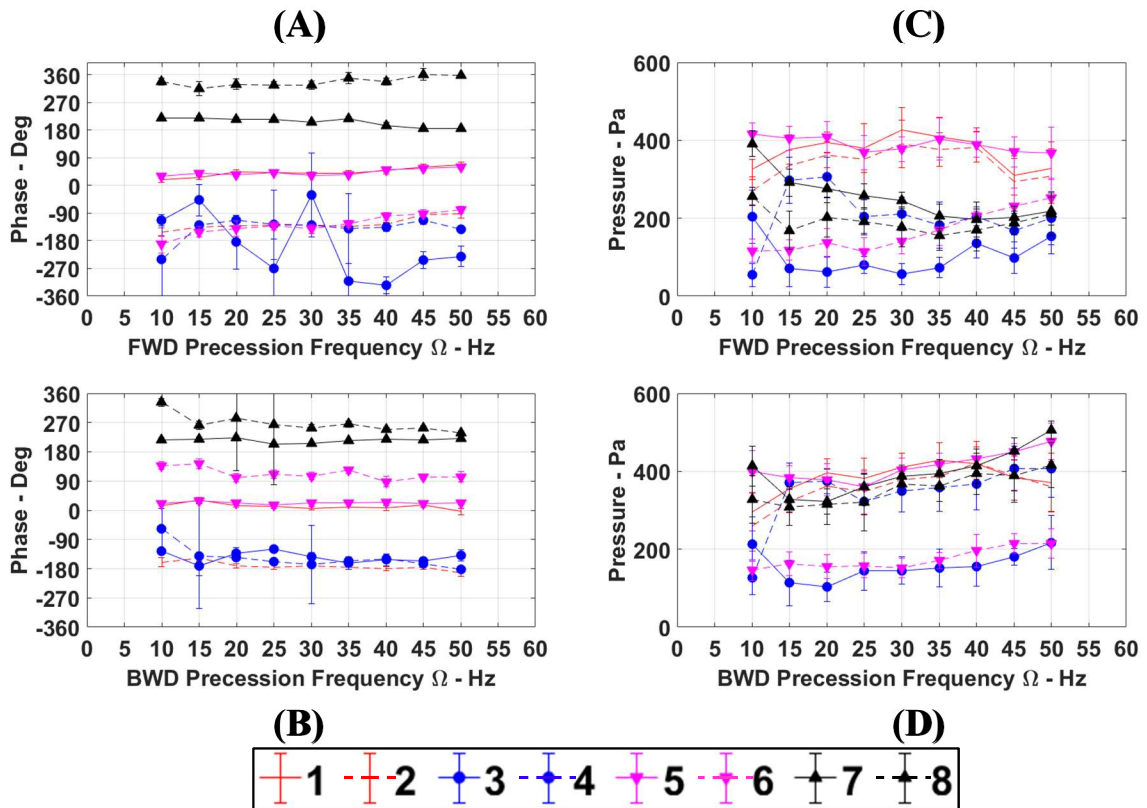 (A)
Phase - Deg
360
270
180
90
0
-90
-180
-270
-360
0 5 10 15 20 25 30 35 40 45 50 55 60
FWD Precession Frequency Ω - Hz
(C)
Pressure - Pa
600
400
200
0
0 5 10 15 20 25 30 35 40 45 50 55 60
FWD Precession Frequency Ω - Hz
Phase - Deg
360
270
180
90
0
-90
-180
-270
-360
0 5 10 15 20 25 30 35 40 45 50 55 60
BWD Precession Frequency Ω - Hz
(B)
Pressure - Pa
600
400
200
0
0 5 10 15 20 25 30 35 40 45 50 55 60
BWD Precession Frequency Ω - Hz
(D)
1 2 3 4 5 6 7 8